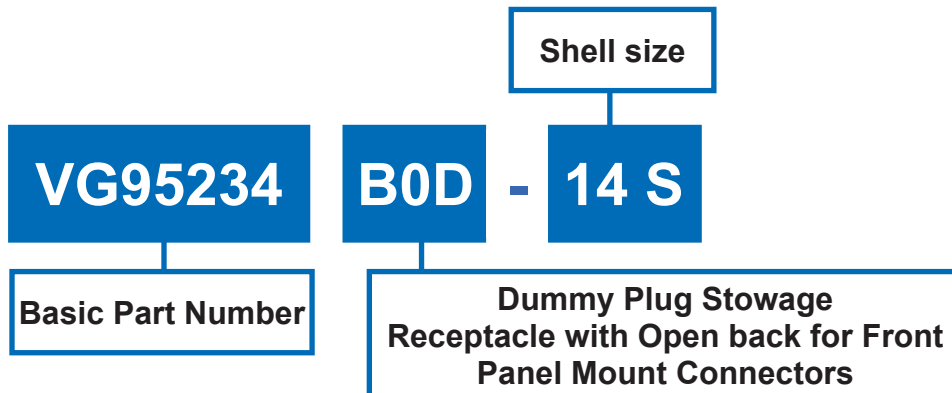 Shell size
VG95234 B0D - 14 S
Basic Part Number
Dummy Plug Stowage
Receptacle with Open back for Front
Panel Mount Connectors